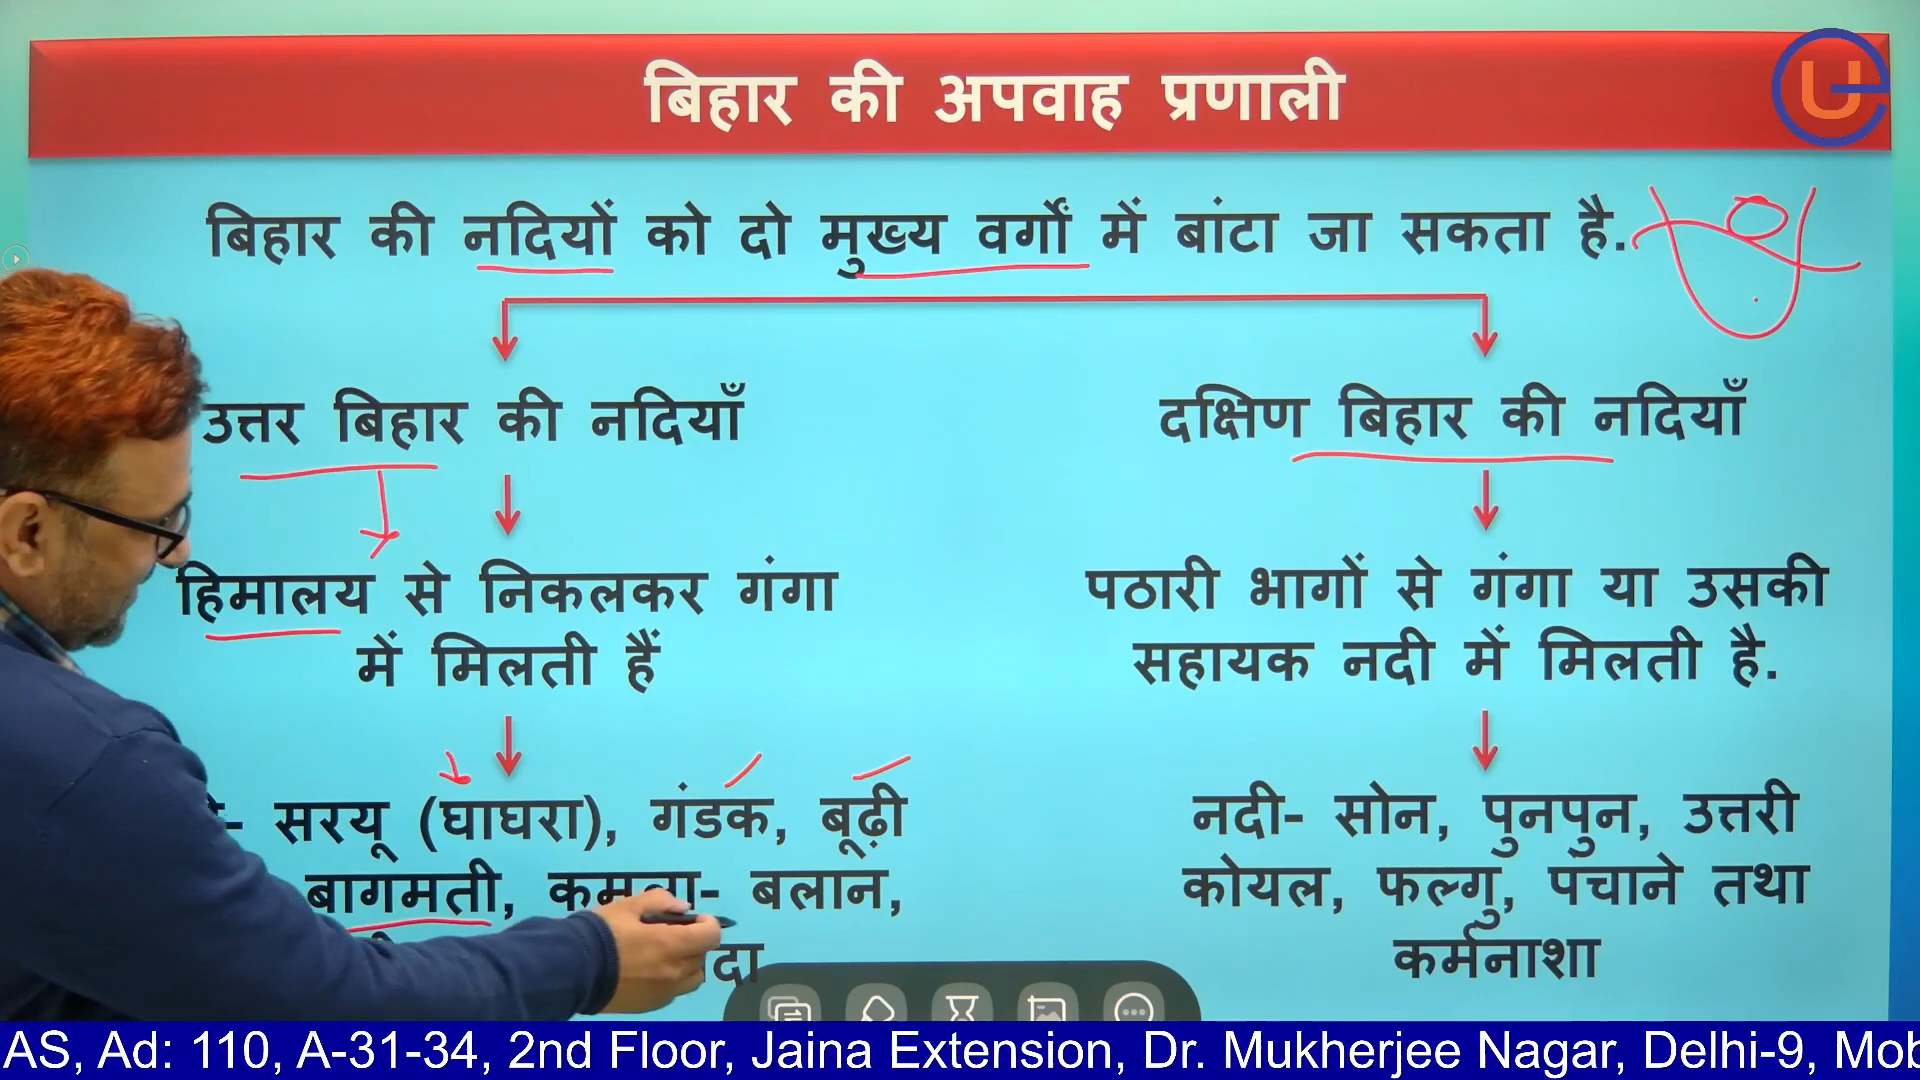 बिहार की अपवाह प्रणाली
बिहार की नदियों को दो मुख्य वर्गों में बांटा जा सकता है.
उत्तर बिहार की नदियाँ
हिमालय से निकलकर गंगा
में मिलती हैं
सरयू (घाघरा), गंडक, बूढ़ी
बागमती, कमला- बलान,
दक्षिण बिहार की नदियाँ
पठारी भागों से गंगा या उसकी
सहायक नदी में मिलती है.
नदी- सोन, पुनपुन, उत्तरी
कोयल, फल्गु, पंचाने तथा
कर्मनाशा
AS, Ad: 110, A-31-34, 2nd Floor, Jaina Extension, Dr. Mukherjee Nagar, Delhi-9, Mob